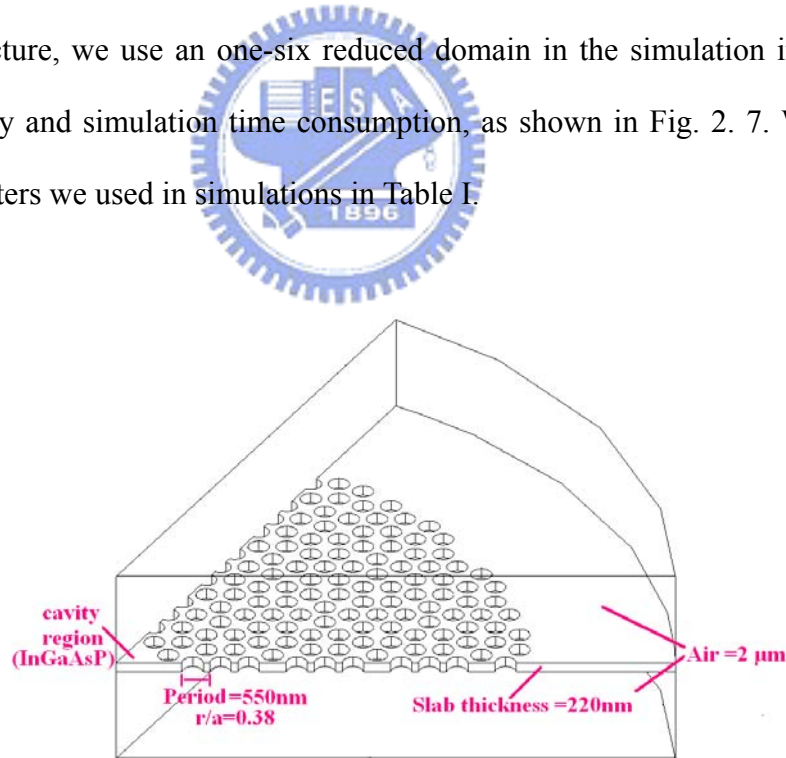 cture, we use an one-six reduced domain in the simulation i
y and simulation time consumption, as shown in Fig. 2. 7.
ters we used in simulations in Table I.
E S A
1896
cavity
region
(InGaAsP)
Air =2 μm
Period=550nm
r/a=0.38
Slab thickness =220nm